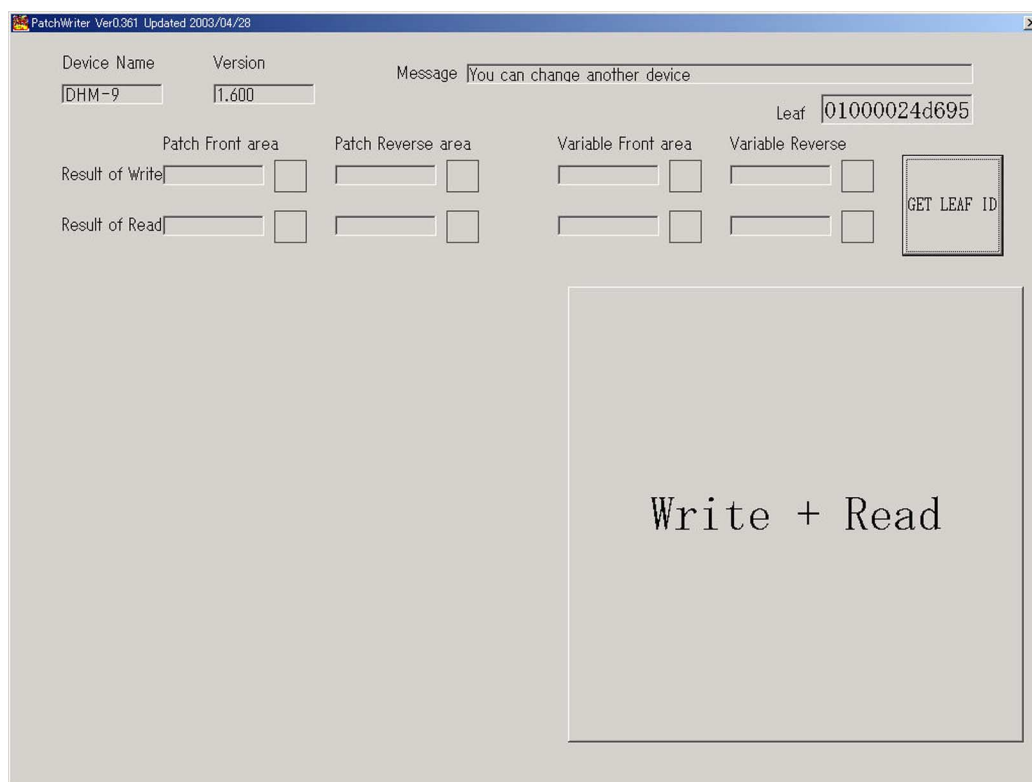 PatchWriter Ver0.361 Updated 2003/04/28
Device Name Version
Message You can change another device
DHM-9 1.600
Leaf 01000024d695
Patch Front area Patch Reverse area Variable Front area Variable Reverse
Result of Write
GET LEAF ID
Result of Read
Write + Read